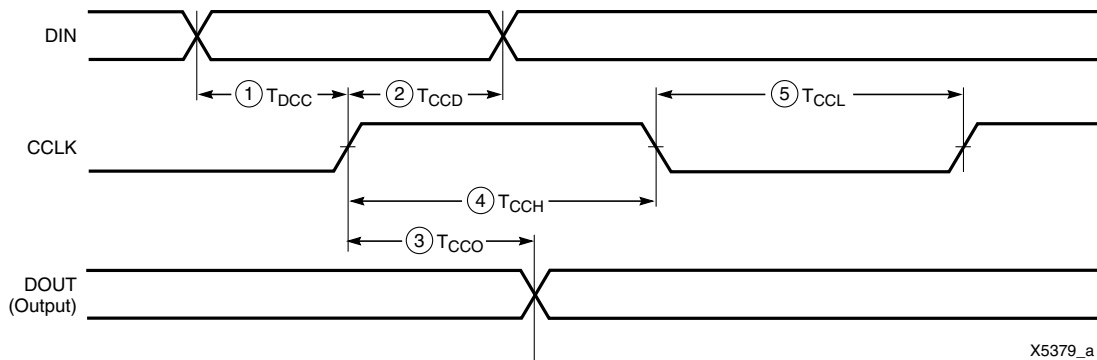 DIN
① TDCC
② TCCD
⑤ TCCL
CCLK
④ TCCH
③ TCCO
DOUT
(Output)
X5379_a